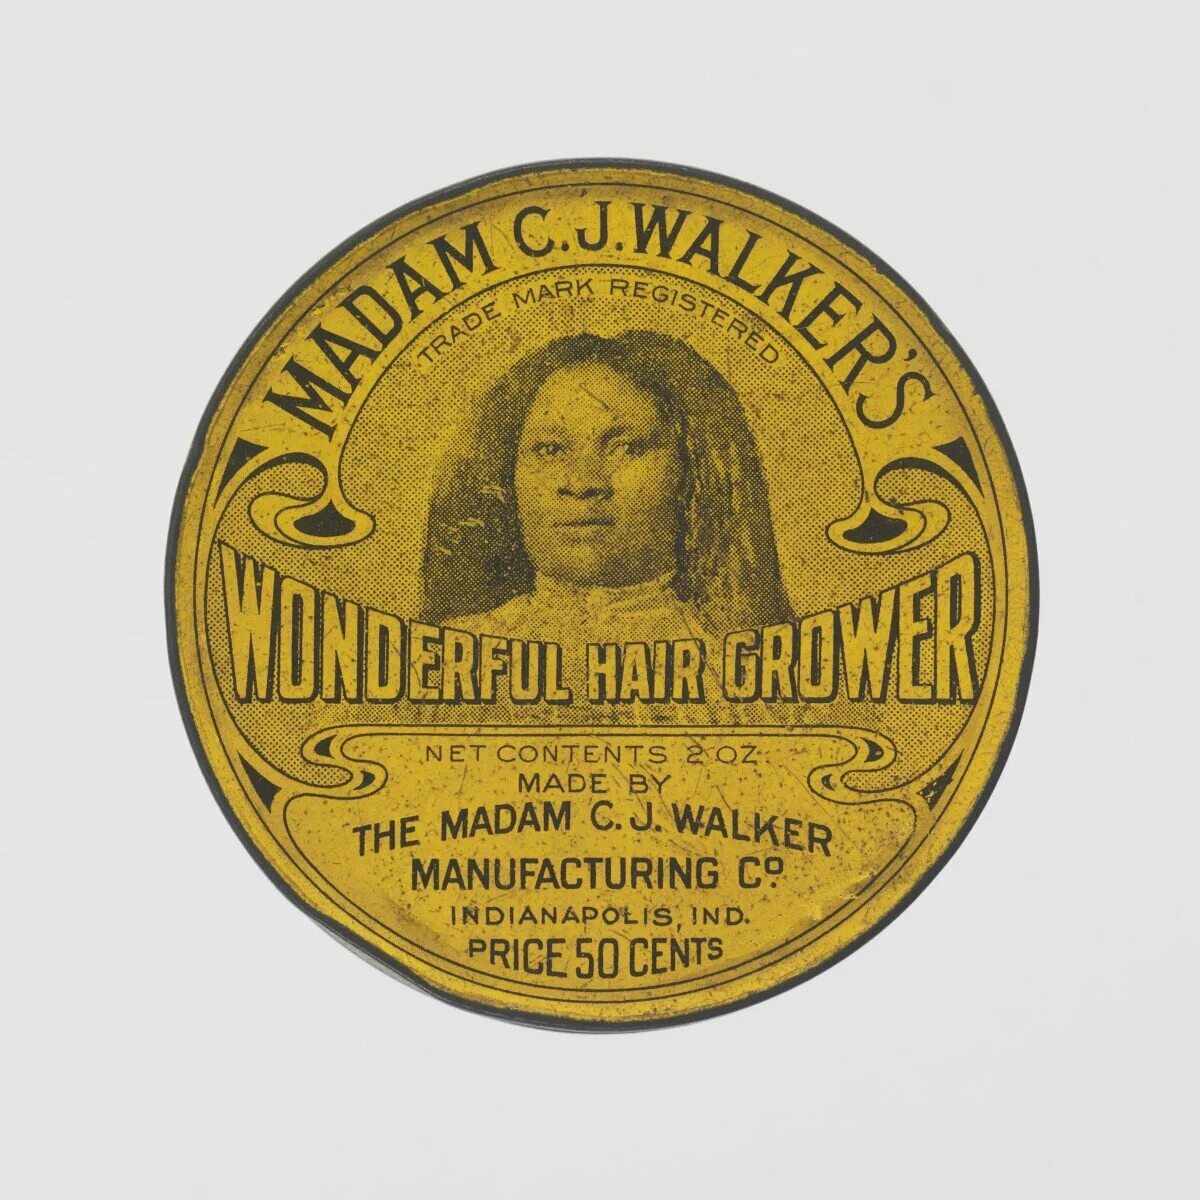 MADAM C.J. WALKER'S
TRADE MARK REGISTERED
WONDERFUL HAIR GROWER
NET CONTENTS 2 OZ.
MADE BY
THE MADAM C. J. WALKER
MANUFACTURING Cº.
INDIANAPOLIS, IND.
PRICE 50 CENTS